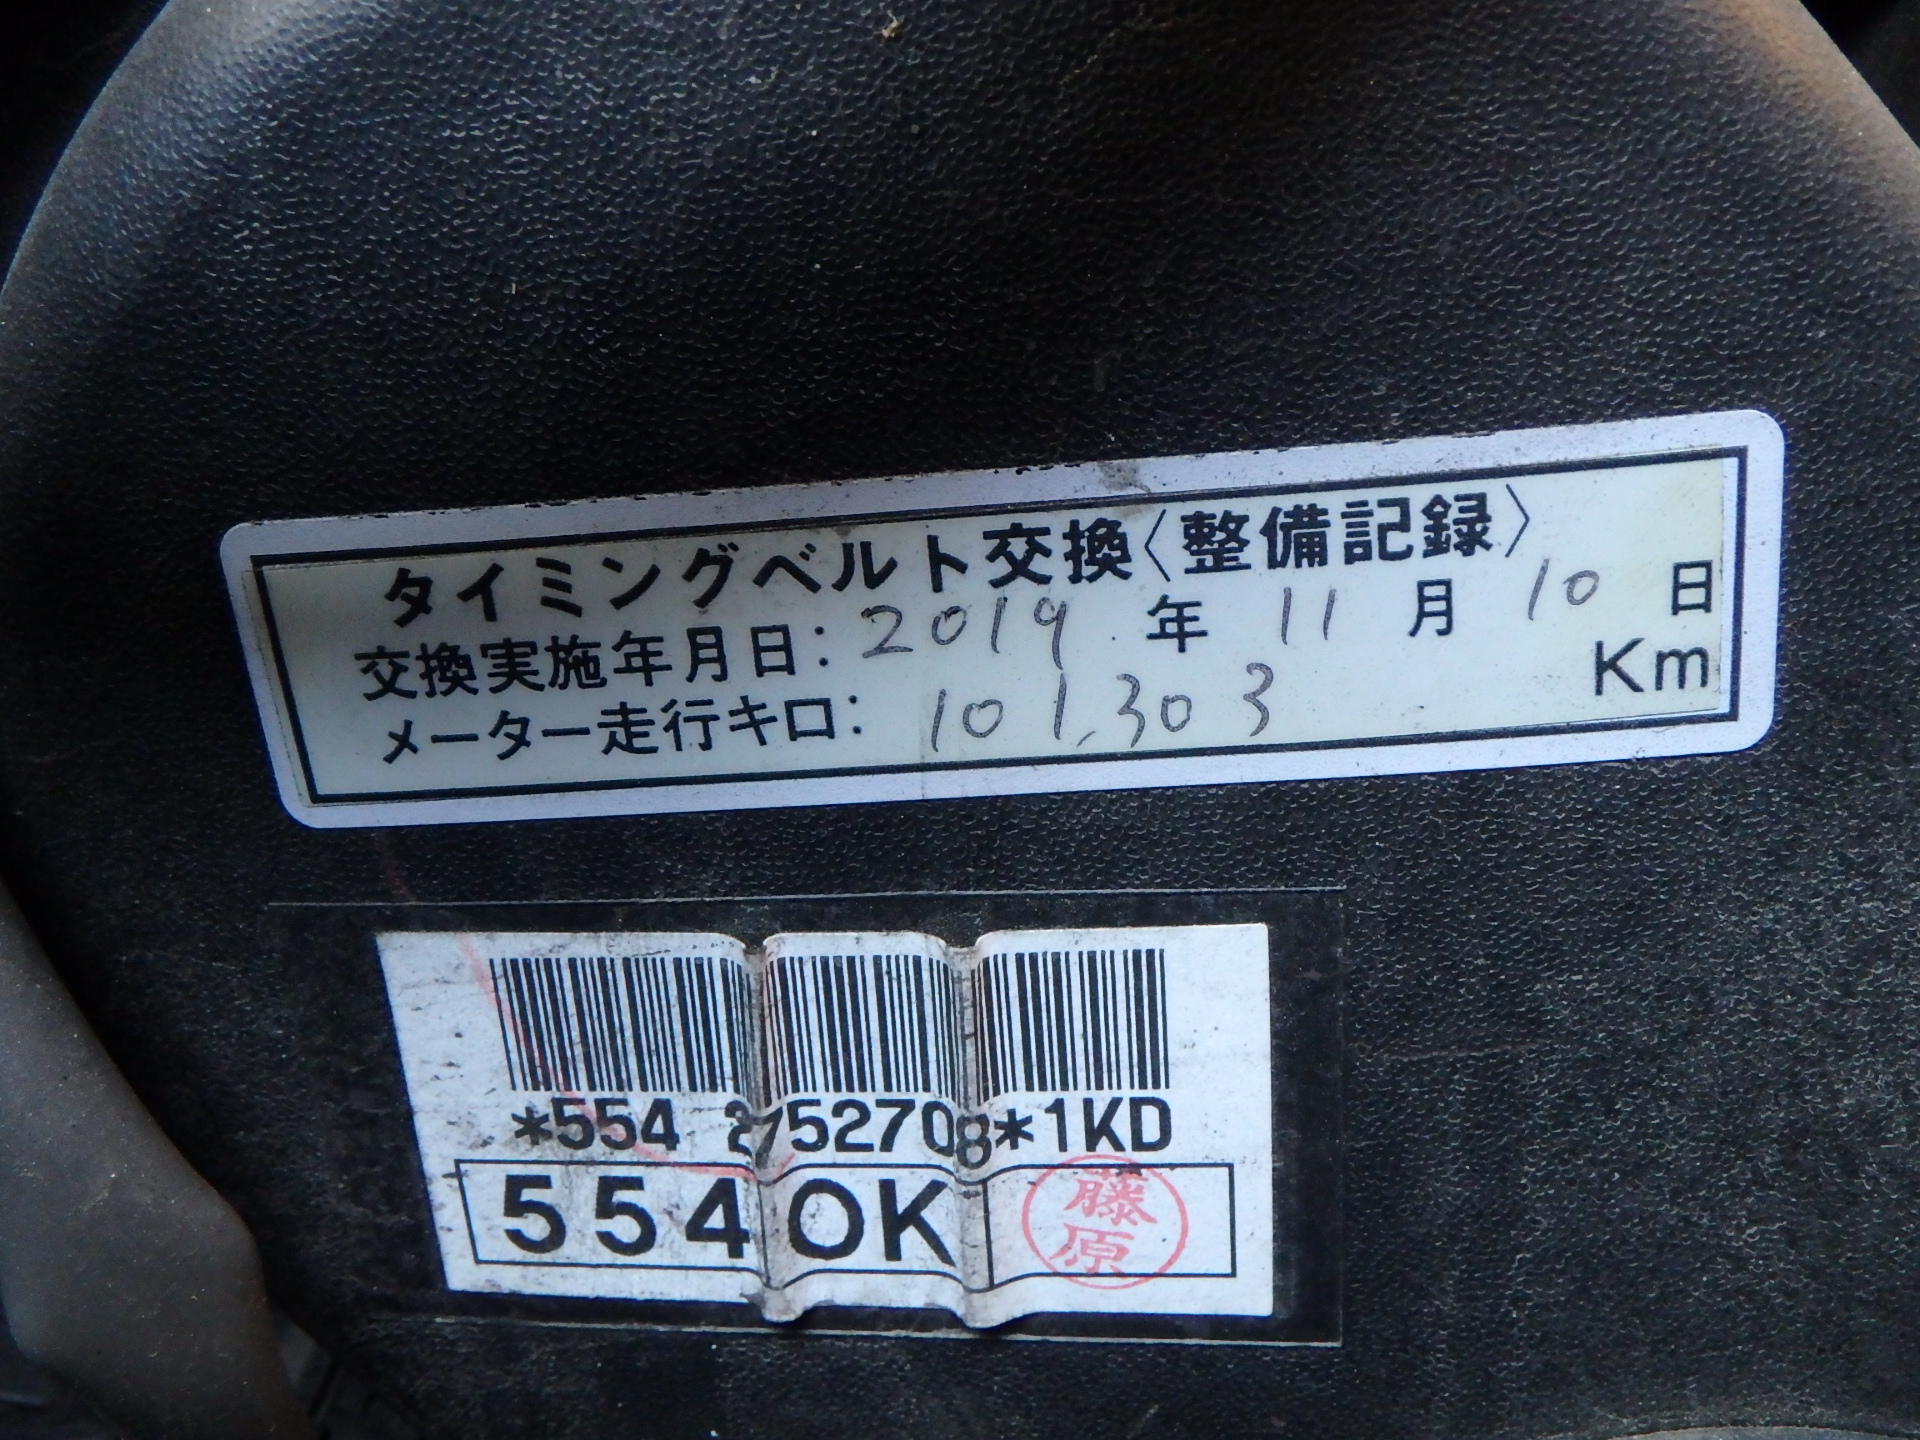 タイミングベルト交換〈整備記録〉
交換実施年月日: 2019 年 11 月 10 日
メーター走行キロ: 101,303 Km
*554 2752708*1KD
554 OK 藤原